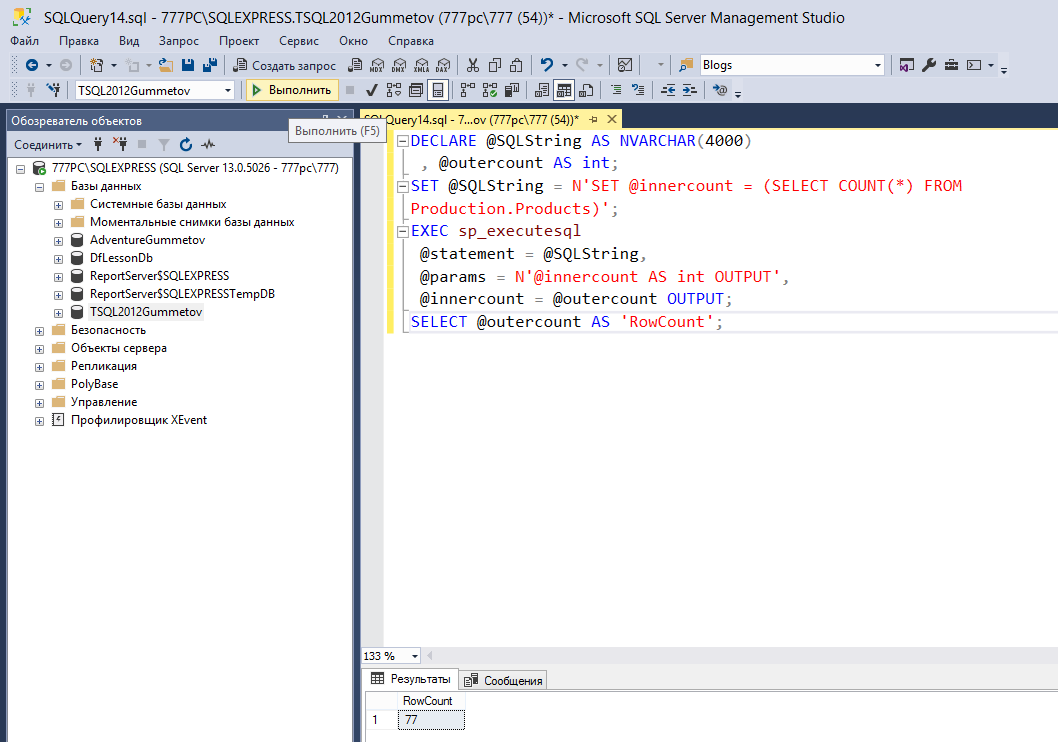 SQLQuery14.sql - 777PC\SQLEXPRESS.TSQL2012Gummetov (777pc\777 (54))* - Microsoft SQL Server Management Studio
Файл Правка Вид Запрос Проект Сервис Окно Справка
Создать запрос MDX DMX XMLA DAX Blogs
TSQL2012Gummetov Выполнить
Обозреватель объектов
Выполнить (F5)
Соединить
777PC\SQLEXPRESS (SQL Server 13.0.5026 - 777pc\777)
Базы данных
Системные базы данных
Моментальные снимки базы данных
AdventureGummetov
DfLessonDb
ReportServer$SQLEXPRESS
ReportServer$SQLEXPRESSTempDB
TSQL2012Gummetov
Безопасность
Объекты сервера
Репликация
PolyBase
Управление
Профилировщик XEvent
SQLQuery14.sql - 7...ov (777pc\777 (54))*
DECLARE @SQLString AS NVARCHAR(4000)
, @outercount AS int;
SET @SQLString = N'SET @innercount = (SELECT COUNT(*) FROM
Production.Products)';
EXEC sp_executesql
@statement = @SQLString,
@params = N'@innercount AS int OUTPUT',
@innercount = @outercount OUTPUT;
SELECT @outercount AS 'RowCount';
133 %
Результаты Сообщения
RowCount
1 77